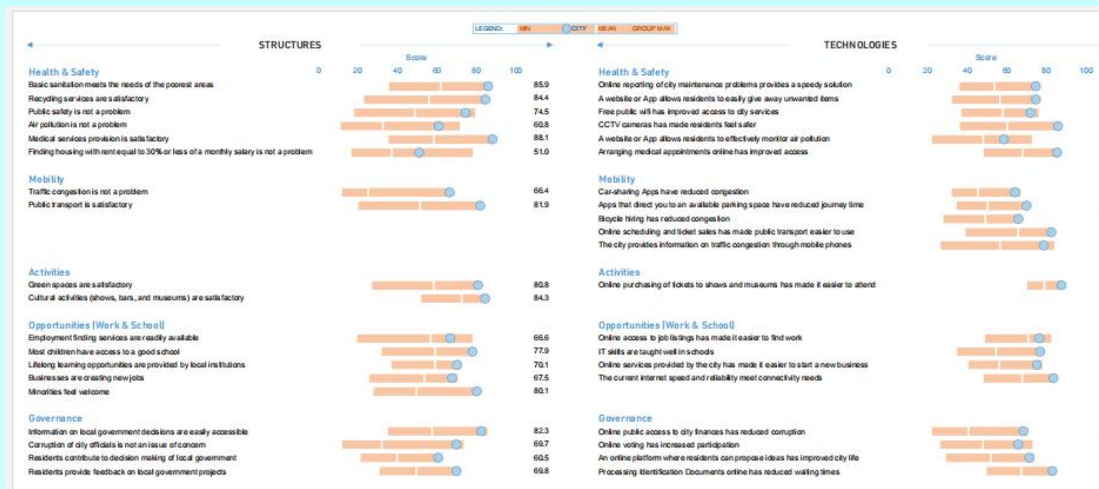 LEGEND: MIN CITY MEAN GROUP MAX
STRUCTURES
Score
0 20 40 60 80 100
Health & Safety
Basic sanitation meets the needs of the poorest areas 85.9
Recycling services are satisfactory 84.4
Public safety is not a problem 74.5
Air pollution is not a problem 60.8
Medical services provision is satisfactory 88.1
Finding housing with rent equal to 30% or less of a monthly salary is not a problem 51.0
Mobility
Traffic congestion is not a problem 66.4
Public transport is satisfactory 81.9
Activities
Green spaces are satisfactory 80.8
Cultural activities (shows, bars, and museums) are satisfactory 84.3
Opportunities (Work & School)
Employment finding services are readily available 66.6
Most children have access to a good school 77.9
Lifelong learning opportunities are provided by local institutions 70.1
Businesses are creating new jobs 67.5
Minorities feel welcome 80.1
Governance
Information on local government decisions are easily accessible 82.3
Corruption of city officials is not an issue of concern 69.7
Residents contribute to decision making of local government 60.5
Residents provide feedback on local government projects 69.8
TECHNOLOGIES
Score
0 20 40 60 80 100
Health & Safety
Online reporting of city maintenance problems provides a speedy solution
A website or App allows residents to easily give away unwanted items
Free public wifi has improved access to city services
CCTV cameras has made residents feel safer
A website or App allows residents to effectively monitor air pollution
Arranging medical appointments online has improved access
Mobility
Car-sharing Apps have reduced congestion
Apps that direct you to an available parking space have reduced journey time
Bicycle hiring has reduced congestion
Online scheduling and ticket sales has made public transport easier to use
The city provides information on traffic congestion through mobile phones
Activities
Online purchasing of tickets to shows and museums has made it easier to attend
Opportunities (Work & School)
Online access to job listings has made it easier to find work
IT skills are taught well in schools
Online services provided by the city has made it easier to start a new business
The current internet speed and reliability meet connectivity needs
Governance
Online public access to city finances has reduced corruption
Online voting has increased participation
An online platform where residents can propose ideas has improved city life
Processing Identification Documents online has reduced waiting times